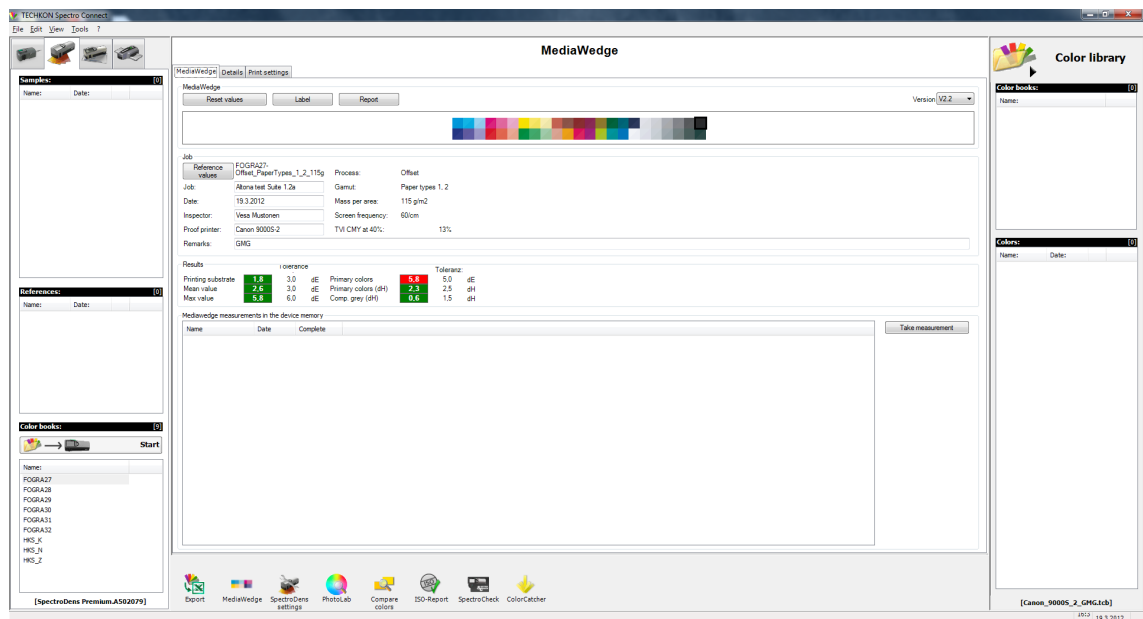 TECHKON Spectro Connect
File Edit View Tools ?
Samples: [0]
Name: Date:
References: [0]
Name: Date:
Color books: [9]
Start
Name:
FOGRA27
FOGRA28
FOGRA29
FOGRA30
FOGRA31
FOGRA32
HKS_K
HKS_N
HKS_Z
[SpectroDens Premium.A502079]
MediaWedge
MediaWedge Details Print settings
MediaWedge
Reset values Label Report Version V2.2
Job
Reference values FOGRA27-
Offset_PaperTypes_1_2_115g Process: Offset
Job: Altona test Suite 1.2a Gamut: Paper types 1, 2
Date: 19.3.2012 Mass per area: 115 g/m2
Inspector: Vesa Mustonen Screen frequency: 60/cm
Proof printer: Canon 9000S-2 TVI CMY at 40%: 13%
Remarks: GMG
Results Tolerance Toleranz:
Printing substrate 1.8 3.0 dE Primary colors 5.8 5,0 dE
Mean value 2.6 3,0 dE Primary colors (dH) 2.3 2,5 dH
Max value 5.8 6,0 dE Comp. grey (dH) 0.6 1,5 dH
Mediawedge measurements in the device memory
Name Date Complete
Take measurement
Export MediaWedge SpectroDens settings PhotoLab Compare colors ISO-Report SpectroCheck ColorCatcher
Color library
Color books: [0]
Name:
Colors: [0]
Name: Date:
[Canon_9000S_2_GMG.tcb]
19.3.2012